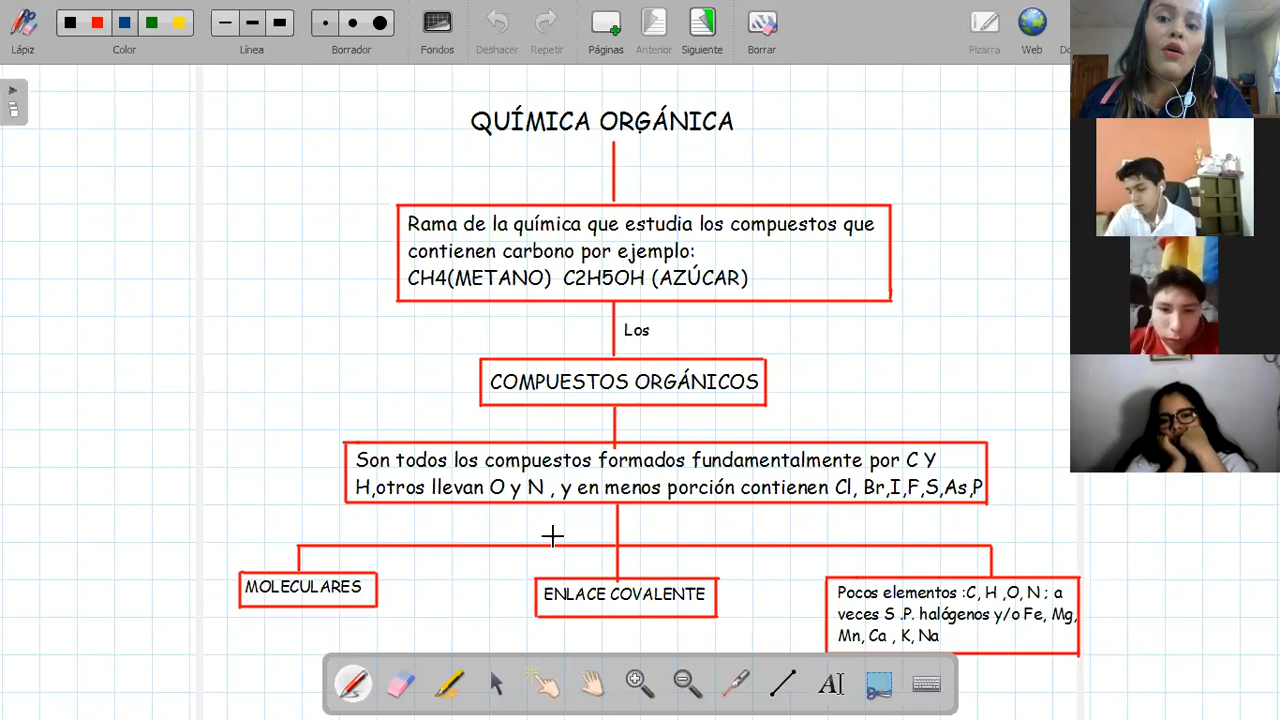 Lápiz
Color
Línea
Borrador
Fondos
Deshacer
Repetir
Páginas
Anterior
Siguiente
Borrar
Pizarra
Web
QUÍMICA ORGÁNICA
Rama de la química que estudia los compuestos que
contienen carbono por ejemplo:
CH4(METANO) C2H5OH (AZÚCAR)
Los
COMPUESTOS ORGÁNICOS
Son todos los compuestos formados fundamentalmente por C Y
H,otros llevan O y N , y en menos porción contienen Cl, Br,I,F,S,As,P
MOLECULARES
ENLACE COVALENTE
Pocos elementos :C, H ,O, N ; a
veces S .P. halógenos y/o Fe, Mg,
Mn, Ca , K, Na
AI